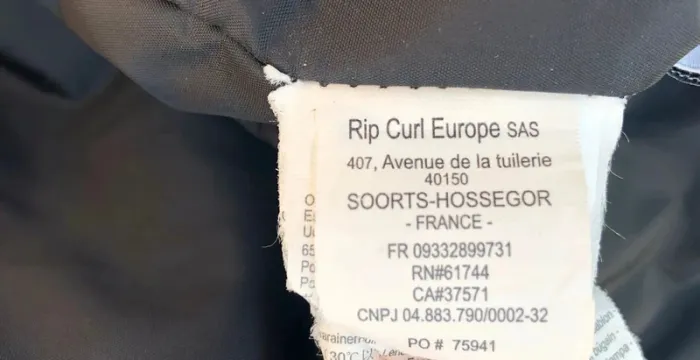 Rip Curl Europe SAS
407, Avenue de la tuilerie
40150
SOORTS-HOSSEGOR
- FRANCE -
FR 09332899731
RN#61744
CA#37571
CNPJ 04.883.790/0002-32
PO # 75941
30°C